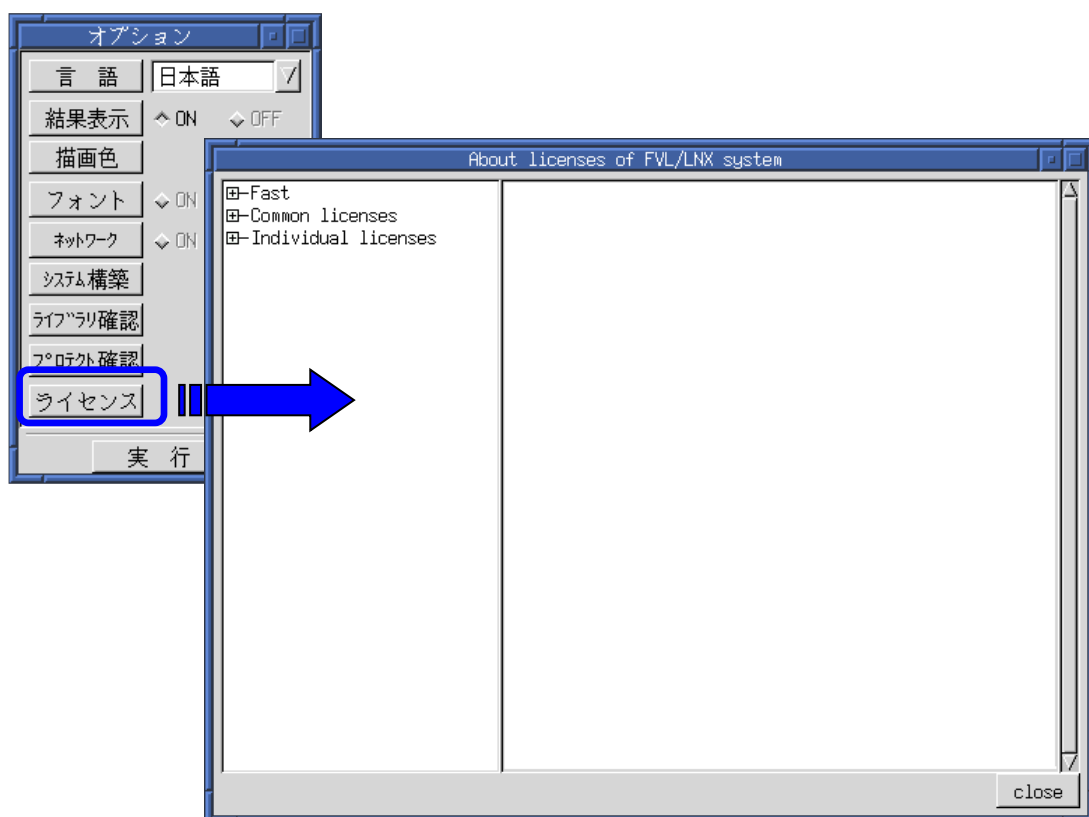 オプション
言 語 日本語
結果表示 ON OFF
描画色
フォント ON
ネットワーク ON
システム構築
ライブラリ確認
プロテクト確認
ライセンス
実 行
About licenses of FVL/LNX system
Fast
Common licenses
Individual licenses
close